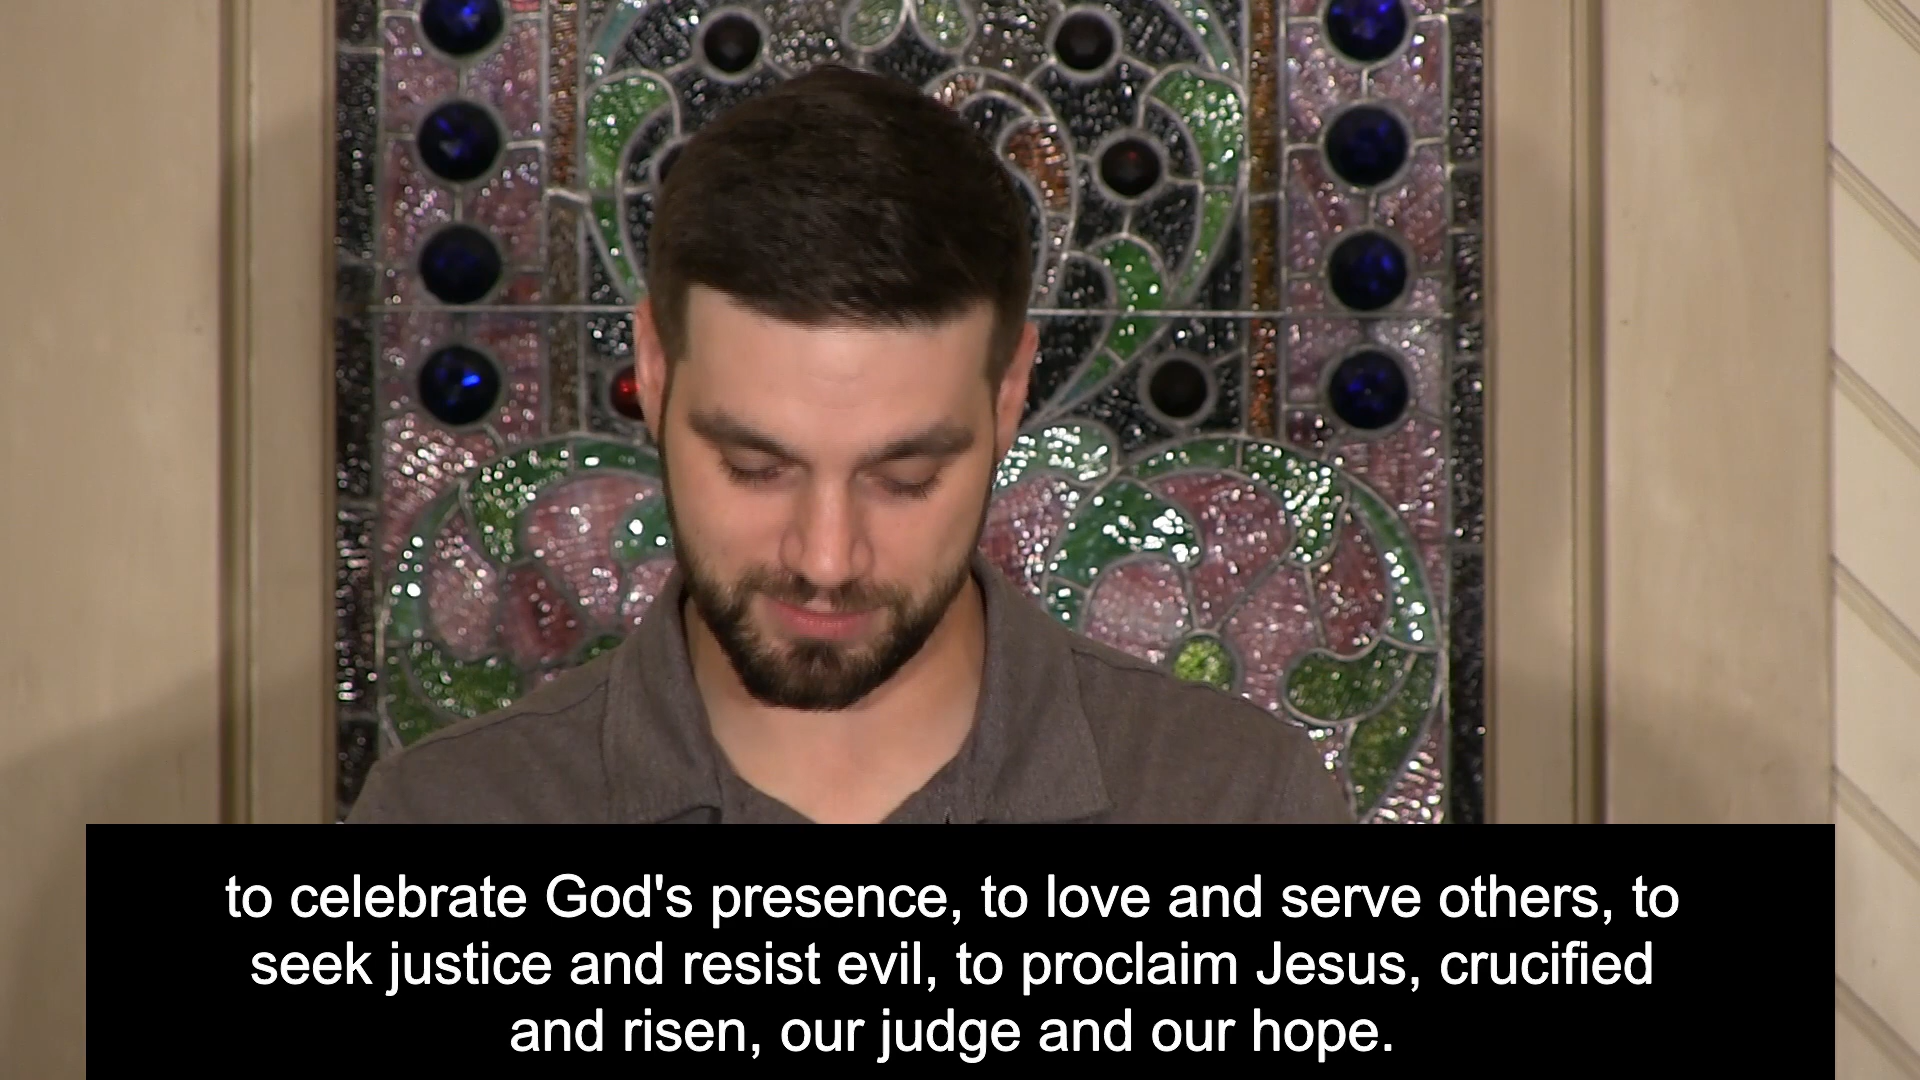 to celebrate God's presence, to love and serve others, to
seek justice and resist evil, to proclaim Jesus, crucified
and risen, our judge and our hope.